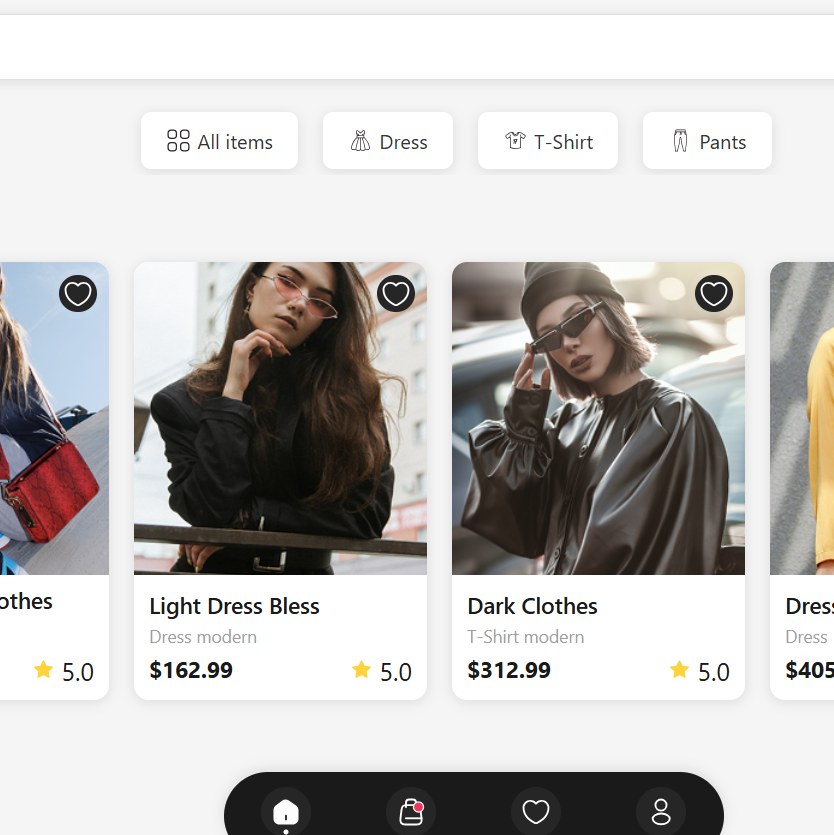 All items
Dress
T-Shirt
Pants
othes
5.0
Light Dress Bless
Dress modern
$162.99
5.0
Dark Clothes
T-Shirt modern
$312.99
5.0
Dress
Dress
$405